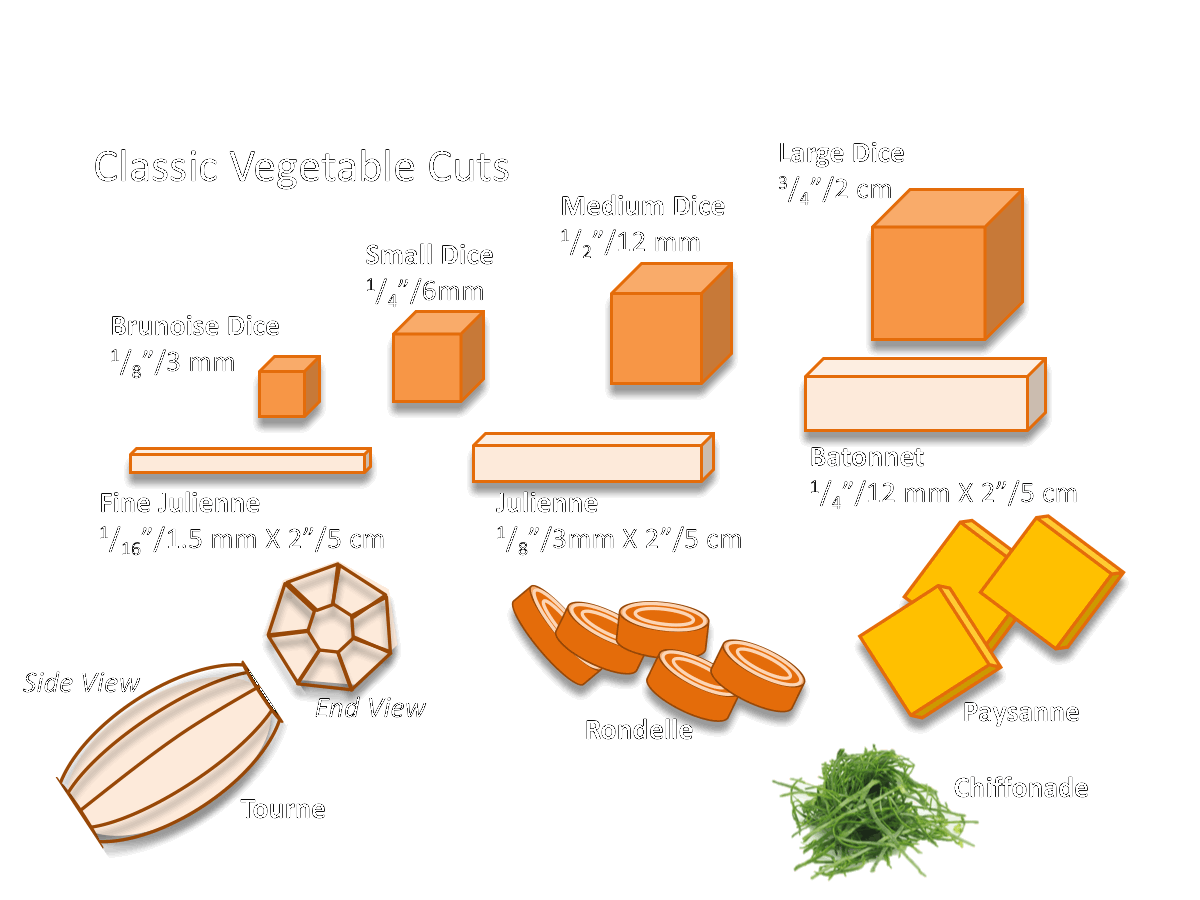 Classic Vegetable Cuts
Large Dice
3/4”/2 cm
Medium Dice
1/2”/12 mm
Small Dice
1/4”/6mm
Brunoise Dice
1/8”/3 mm
Batonnet
1/4”/12 mm X 2”/5 cm
Fine Julienne
1/16”/1.5 mm X 2”/5 cm
Julienne
1/8”/3mm X 2”/5 cm
Side View
End View
Tourne
Rondelle
Paysanne
Chiffonade